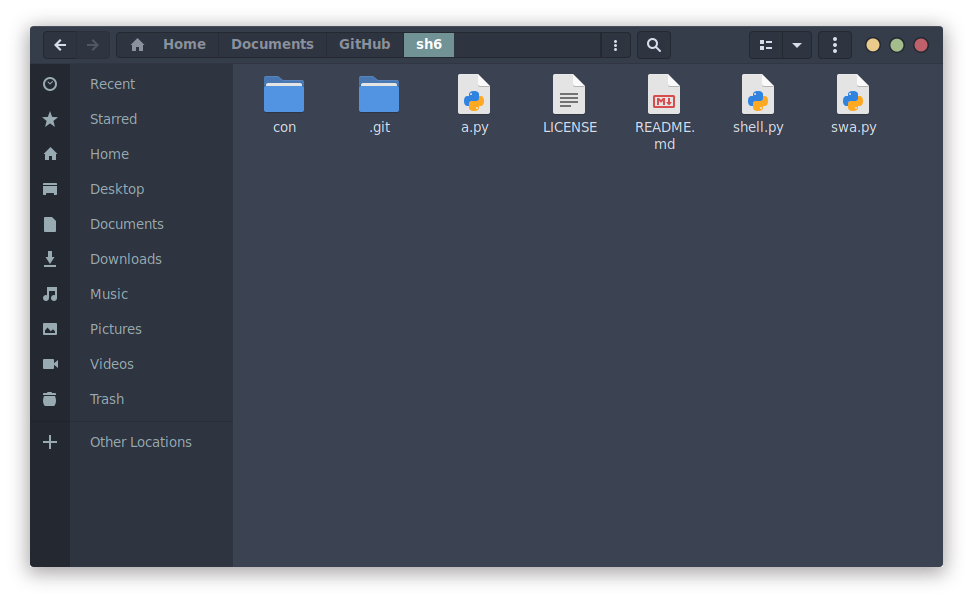 Home Documents GitHub sh6
Recent
Starred
Home
Desktop
Documents
Downloads
Music
Pictures
Videos
Trash
Other Locations
con .git a.py LICENSE README. shell.py swa.py
md